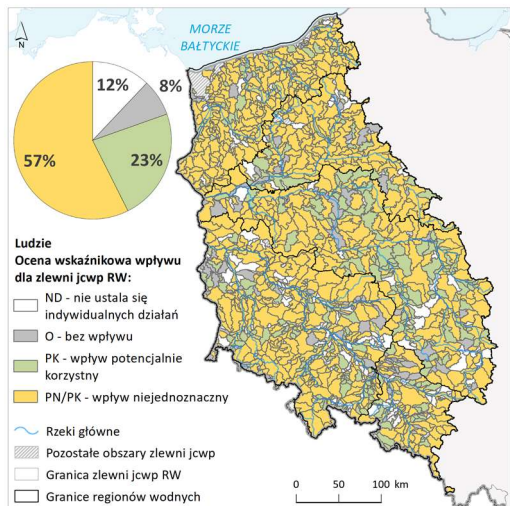 MORZE
BAŁTYCKIE
N
12%
8%
57%
23%
Ludzie
Ocena wskaźnikowa wpływu
dla zlewni jcwp RW:
ND - nie ustala się
indywidualnych działań
O - bez wpływu
PK - wpływ potencjalnie
korzystny
PN/PK - wpływ niejednoznaczny
Rzeki główne
Pozostałe obszary zlewni jcwp
Granica zlewni jcwp RW
Granice regionów wodnych
0 50 100 km